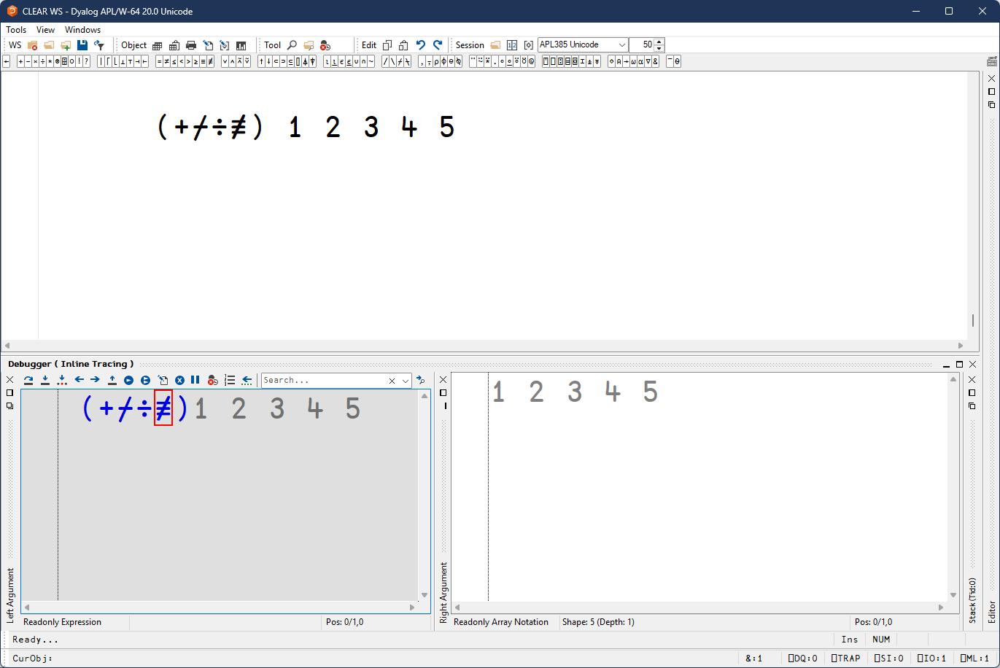 CLEAR WS - Dyalog APL/W-64 20.0 Unicode
Tools View Windows
WS Object Tool Edit Session APL385 Unicode 50
← +-×÷*⍟⌹○!? |⌈⌊⊥⊤⊣⊢ =≠≤<>≥≡≢ ∨∧⍲⍱ ↑↓⊂⊃⊆⌷⍋⍒ ⍳⍸∊⍷∪∩~ /\⌿⍀ ,⍪⍴⌽⊖⍉ ¨⍨⍣.∘⍤⍥@ ⍞⎕⍠⌸⌺⌶⍎⍕ ⋄⍝→⍵⍺∇& ¯⍬
(+⌿÷≢) 1 2 3 4 5
Debugger ( Inline Tracing )
Search...
(+⌿÷≢)1 2 3 4 5
1 2 3 4 5
Left Argument
Right Argument
Stack (Tid:0)
Editor
Readonly Expression Pos: 0/1,0
Readonly Array Notation Shape: 5 (Depth: 1) Pos: 0/1,0
Ready... Ins NUM
CurObj: &:1 ⎕DQ:0 ⎕TRAP ⎕SI:0 ⎕IO:1 ⎕ML:1